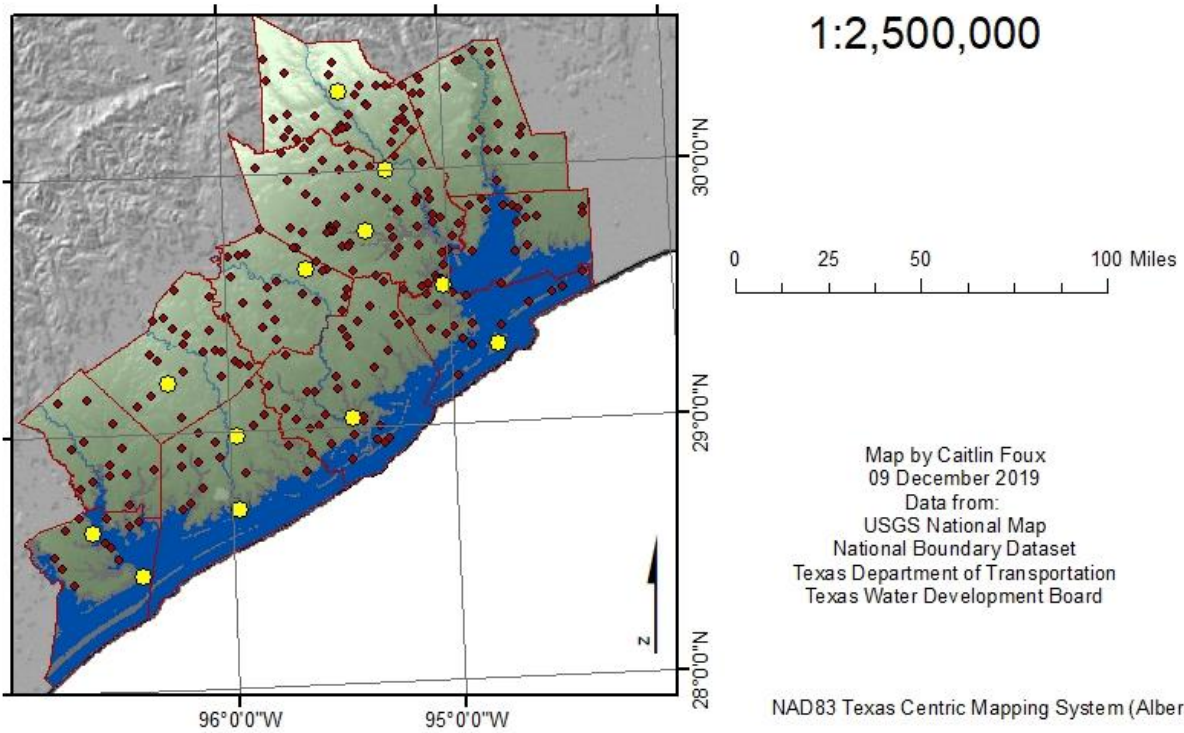 1:2,500,000
30°0'0"N
0 25 50 100 Miles
29°0'0"N
Map by Caitlin Foux
09 December 2019
Data from:
USGS National Map
National Boundary Dataset
Texas Department of Transportation
Texas Water Development Board
z
28°0'0"N
96°0'0"W 95°0'0"W
NAD83 Texas Centric Mapping System (Alber